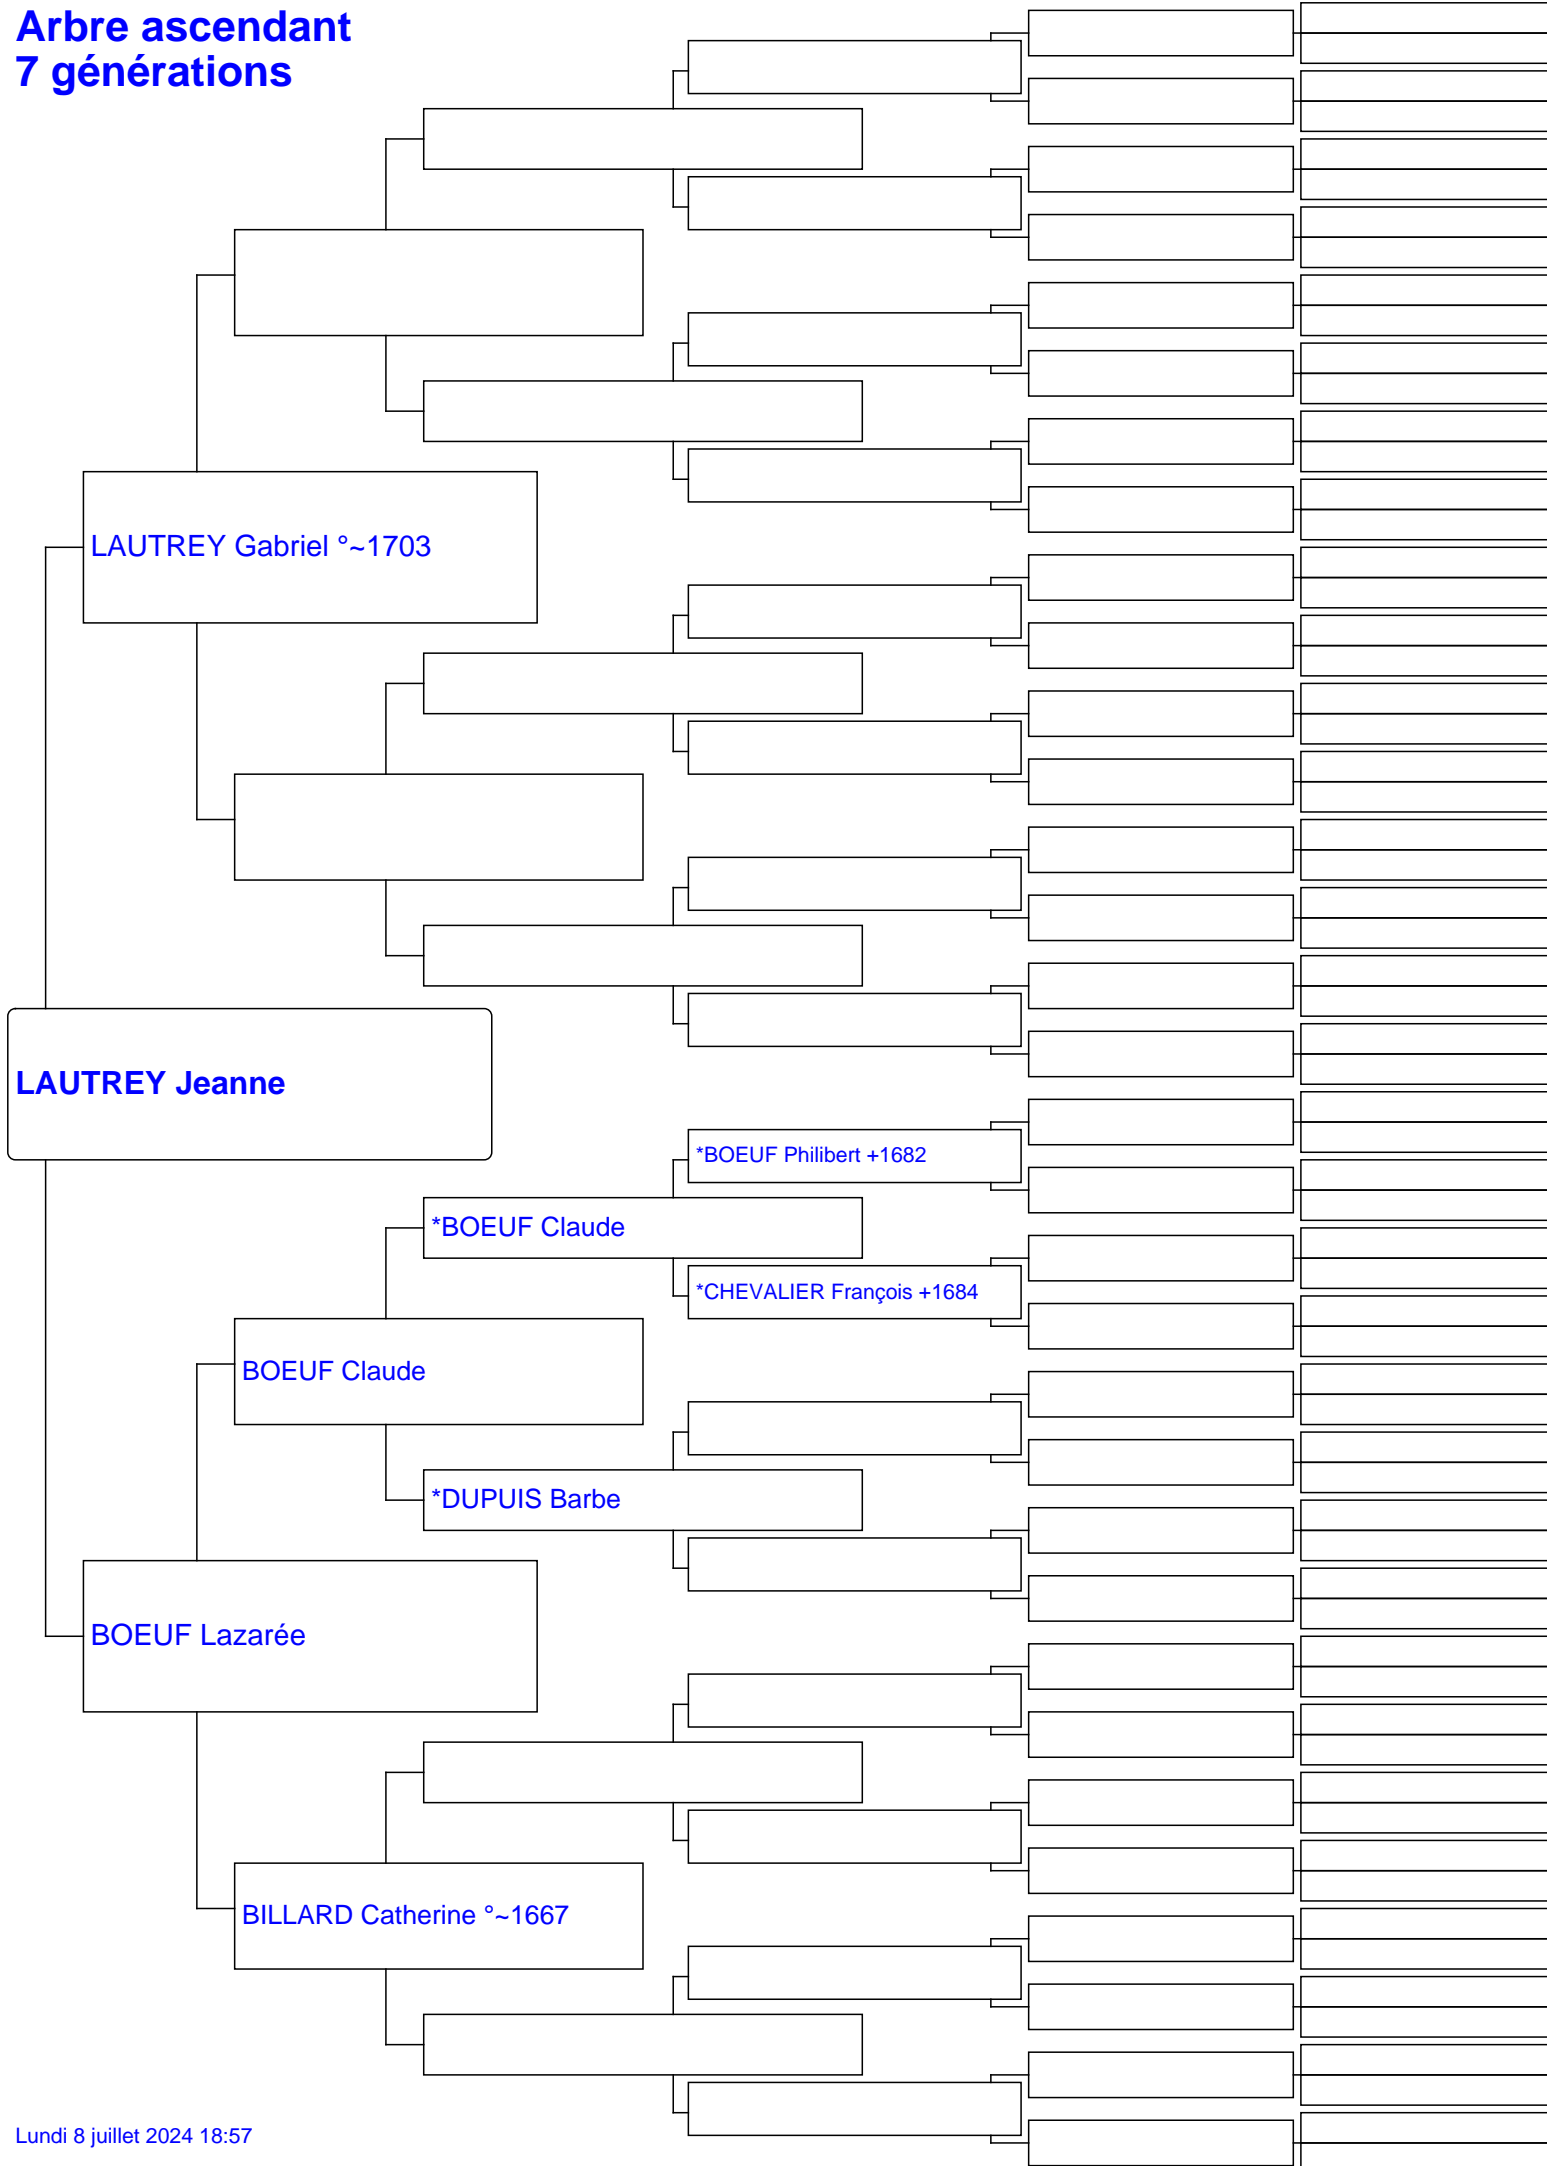 Arbre ascendant
7 générations
LAUTREY Gabriel °~1703
LAUTREY Jeanne
*BOEUF Philibert +1682
*BOEUF Claude
*CHEVALIER François +1684
BOEUF Claude
*DUPUIS Barbe
BOEUF Lazarée
BILLARD Catherine °~1667
Lundi 8 juillet 2024 18:57